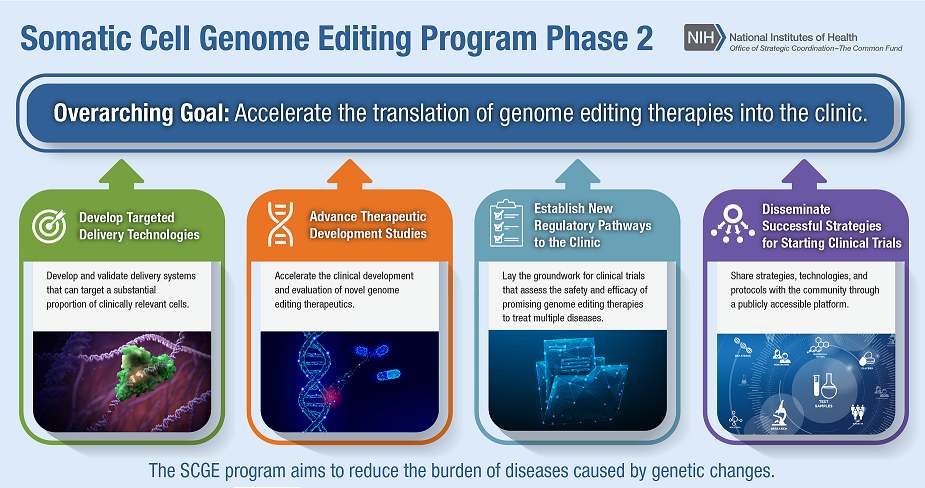 Somatic Cell Genome Editing Program Phase 2
NIH
National Institutes of Health
Office of Strategic Coordination–The Common Fund
Overarching Goal: Accelerate the translation of genome editing therapies into the clinic.
Develop Targeted
Delivery Technologies
Develop and validate delivery systems
that can target a substantial
proportion of clinically relevant cells.
Advance Therapeutic
Development Studies
Accelerate the clinical development
and evaluation of novel genome
editing therapeutics.
Establish New
Regulatory Pathways
to the Clinic
Lay the groundwork for clinical trials
that assess the safety and efficacy of
promising genome editing therapies
to treat multiple diseases.
Disseminate
Successful Strategies
for Starting Clinical Trials
Share strategies, technologies, and
protocols with the community through
a publicly accessible platform.
PLACEBO
TEST
SAMPLES
RESEARCH
The SCGE program aims to reduce the burden of diseases caused by genetic changes.